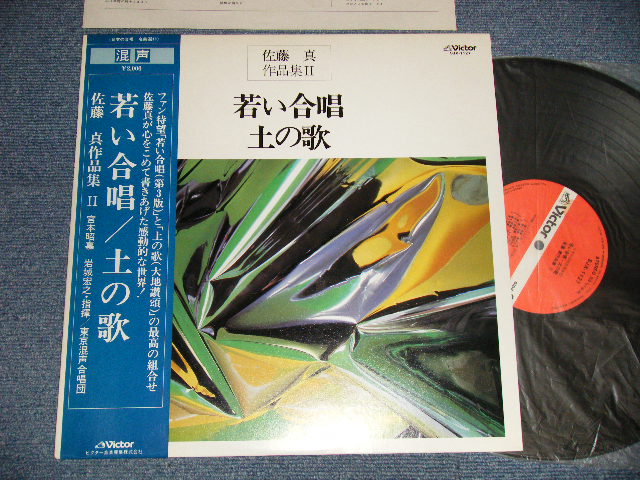 混声
¥2,000
若い合唱/土の歌
佐藤 真作品集 II
宮本昭嘉 岩城宏之・指揮/東京混声合唱団
ファン待望「若い合唱(第3版)」と「土の歌(大地讃頌)」の最高の組合せ
佐藤真が心をこめて書きあげた感動的な世界!
Victor
ビクター音楽産業株式会社
佐藤 真
作品集II
Victor
若い合唱
土の歌
Victor